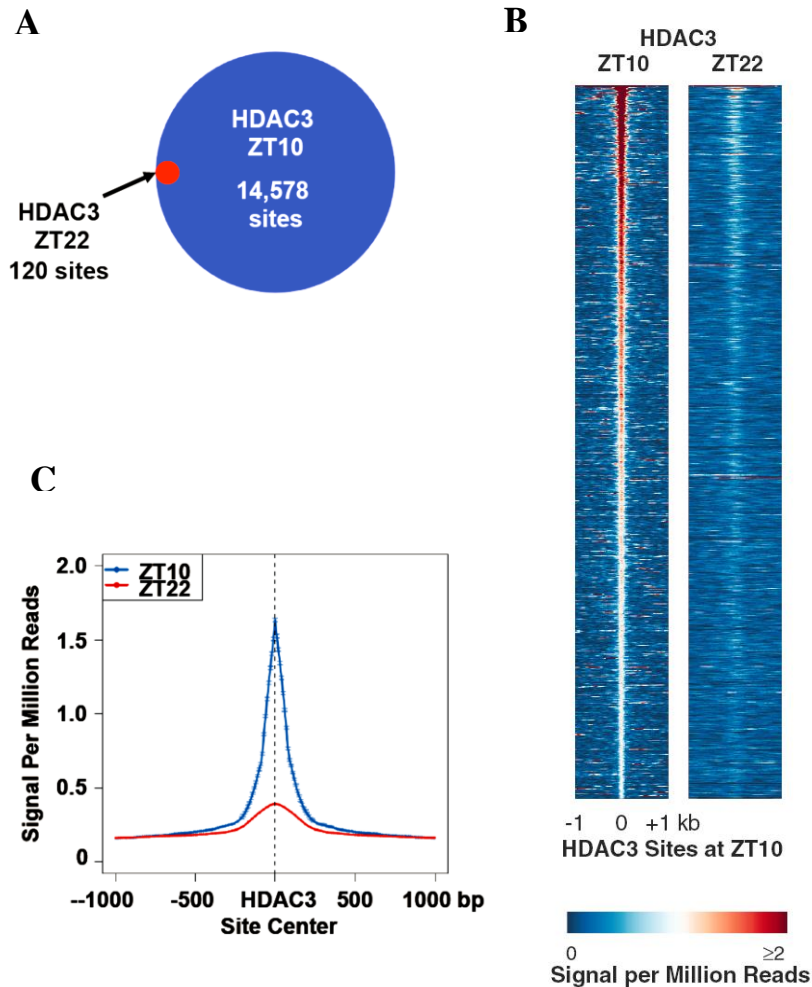 A
HDAC3
ZT10
14,578
sites
HDAC3
ZT22
120 sites
B
HDAC3
ZT10 ZT22
-1 0 +1 kb
HDAC3 Sites at ZT10
0 ≥2
Signal per Million Reads
C
ZT10
ZT22
Signal Per Million Reads
2.0
1.5
1.0
0.5
0
--1000 -500 HDAC3 500 1000 bp
Site Center